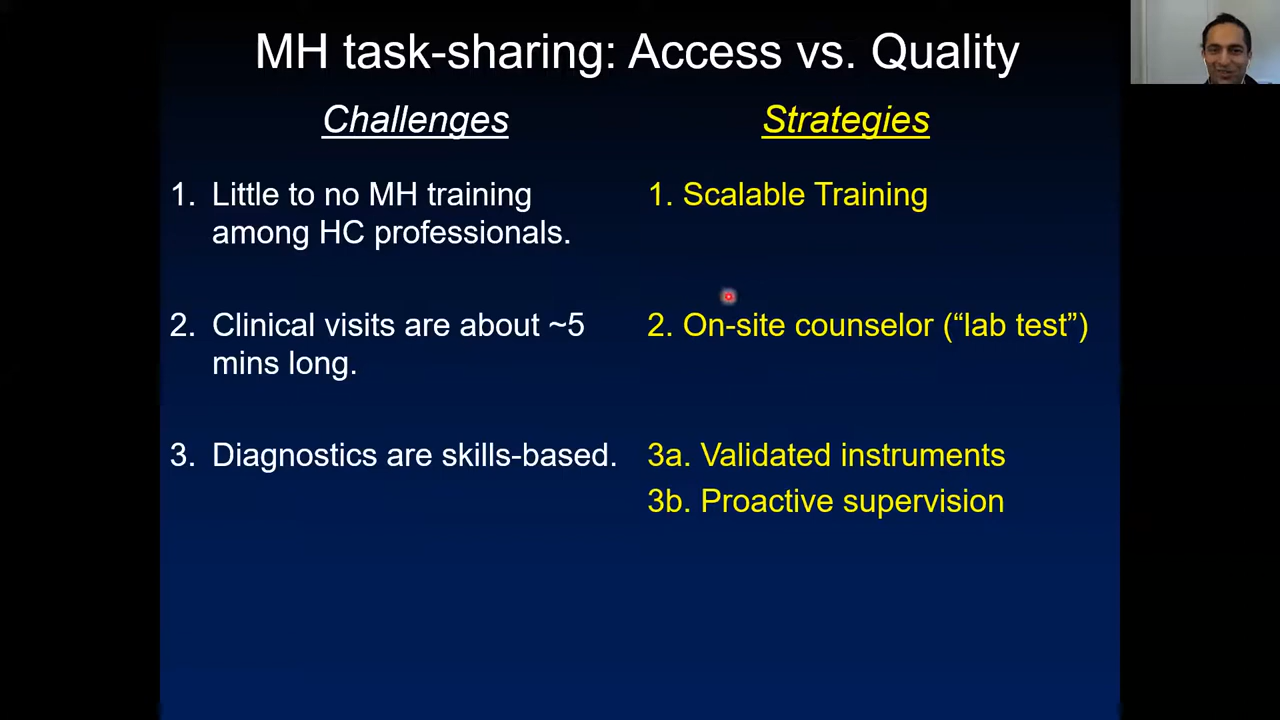 MH task-sharing: Access vs. Quality
Challenges
Strategies
1. Little to no MH training
among HC professionals.
1. Scalable Training
2. Clinical visits are about ~5
mins long.
2. On-site counselor (“lab test”)
3. Diagnostics are skills-based.
3a. Validated instruments
3b. Proactive supervision